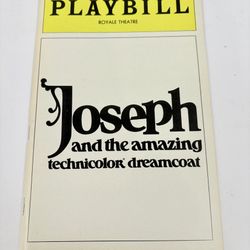 PLAYBILL
ROYALE THEATRE
Joseph
and the amazing
technicolor® dreamcoat